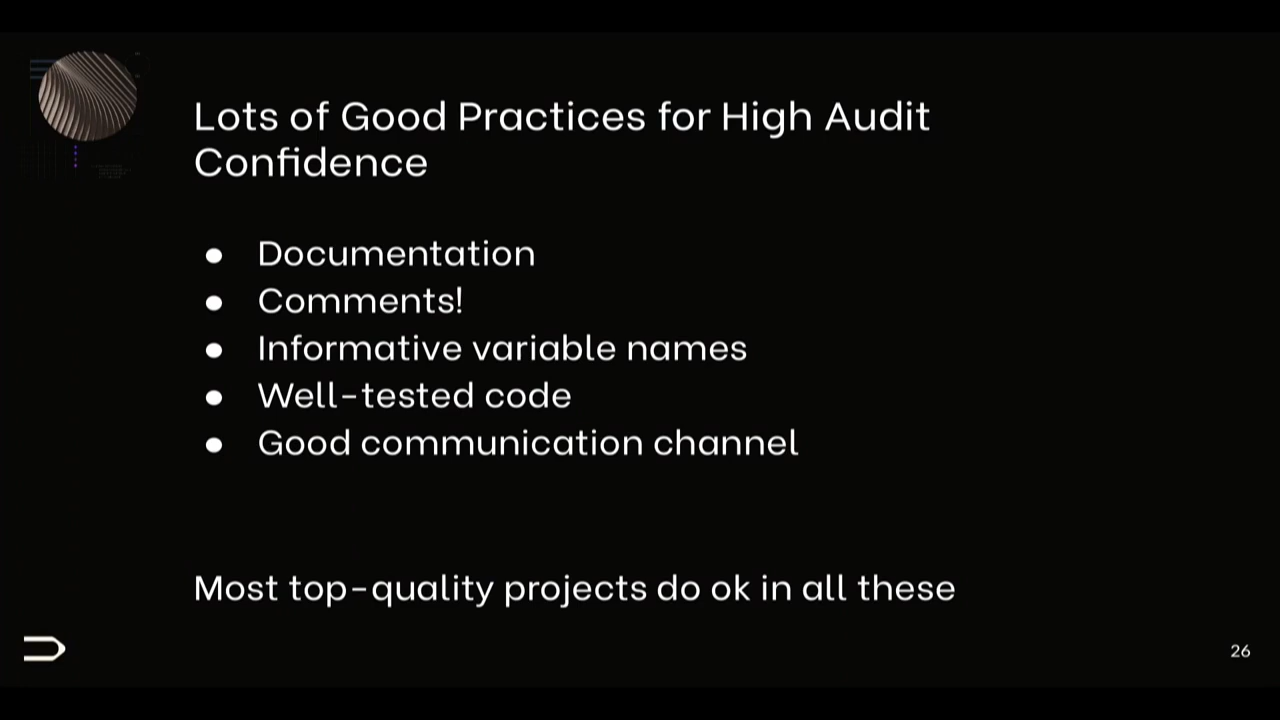 Lots of Good Practices for High Audit
Confidence
● Documentation
● Comments!
● Informative variable names
● Well-tested code
● Good communication channel
Most top-quality projects do ok in all these
26